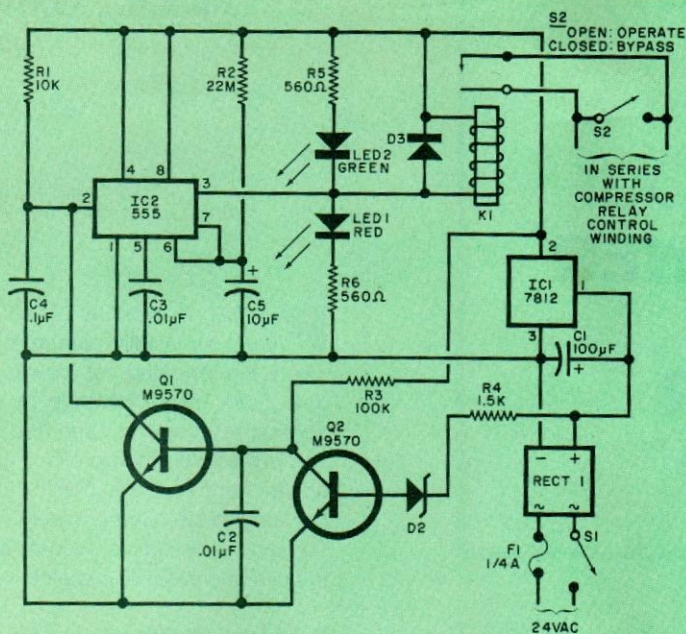 S2
OPEN: OPERATE
CLOSED: BYPASS
R1
10K
R2
22M
R5
560Ω
4
8
D3
LED2
GREEN
S2
2
IC2
555
3
7
1
5
6
K1
IN SERIES
WITH
COMPRESSOR
RELAY
CONTROL
WINDING
LED1
RED
2
IC1
7812
1
3
C4
.1µF
C3
.01µF
+
C5
10µF
R6
560Ω
C1
100µF
+
Q1
M9570
R3
100K
Q2
M9570
R4
1.5K
- +
RECT 1
~ ~
C2
.01µF
D2
F1
1/4A
S1
24VAC